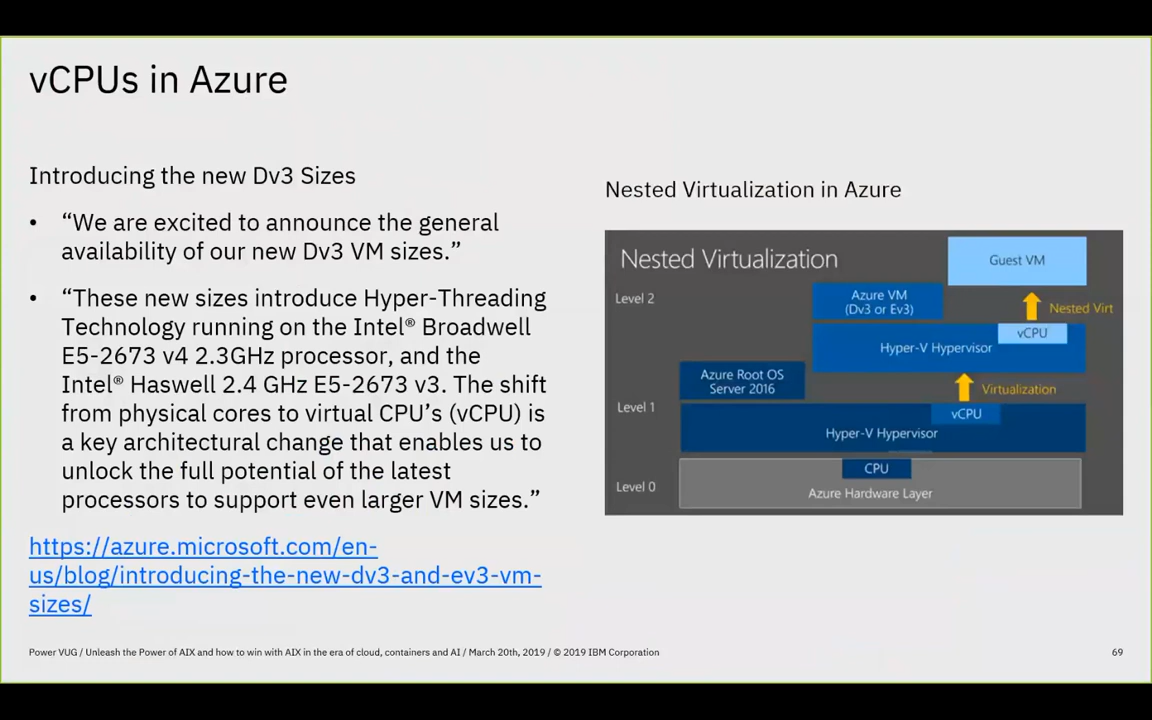 vCPUs in Azure
Introducing the new Dv3 Sizes
• “We are excited to announce the general
availability of our new Dv3 VM sizes.”
• “These new sizes introduce Hyper-Threading
Technology running on the Intel® Broadwell
E5-2673 v4 2.3GHz processor, and the
Intel® Haswell 2.4 GHz E5-2673 v3. The shift
from physical cores to virtual CPU’s (vCPU) is
a key architectural change that enables us to
unlock the full potential of the latest
processors to support even larger VM sizes.”
https://azure.microsoft.com/en-
us/blog/introducing-the-new-dv3-and-ev3-vm-
sizes/
Nested Virtualization in Azure
Nested Virtualization
Guest VM
Level 2
Azure VM
(Dv3 or Ev3)
Nested Virt
vCPU
Hyper-V Hypervisor
Azure Root OS
Server 2016
Virtualization
Level 1
vCPU
Hyper-V Hypervisor
CPU
Level 0
Azure Hardware Layer
Power VUG / Unleash the Power of AIX and how to win with AIX in the era of cloud, containers and AI / March 20th, 2019 / © 2019 IBM Corporation
69